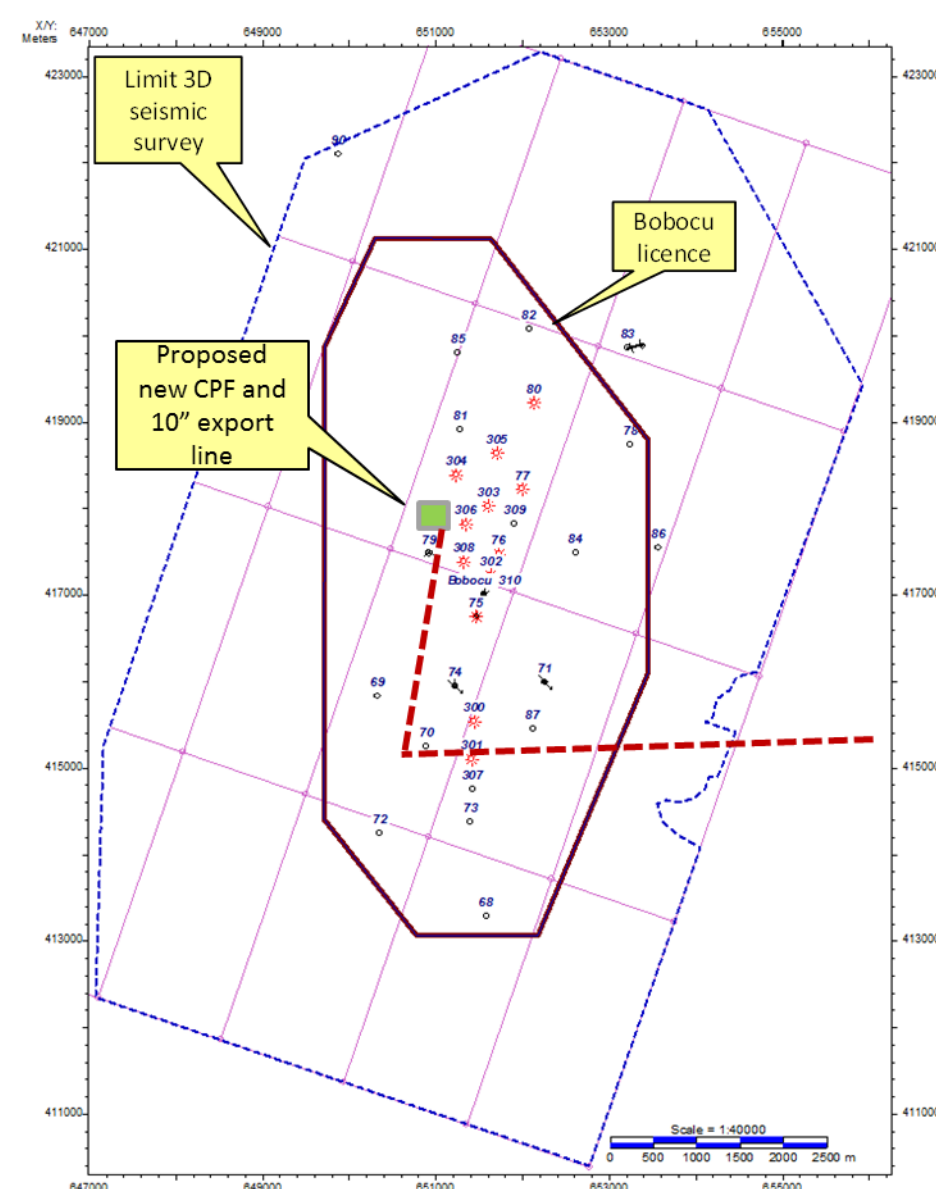 X/Y:
Meters
647000 649000 651000 653000 655000
423000 423000
Limit 3D
seismic
survey
90
Bobocu
licence
421000 421000
82
83
85
Proposed
new CPF and
10” export
line
80
419000 419000
81
78
305
304
77
303
306
309
79
76
84
86
308
302
Bobocu 310
417000 417000
75
74
71
69
300
87
70
301
415000 415000
307
73
72
68
413000 413000
411000 411000
Scale = 1:40000
0 500 1000 1500 2000 2500 m
647000 649000 651000 653000 655000